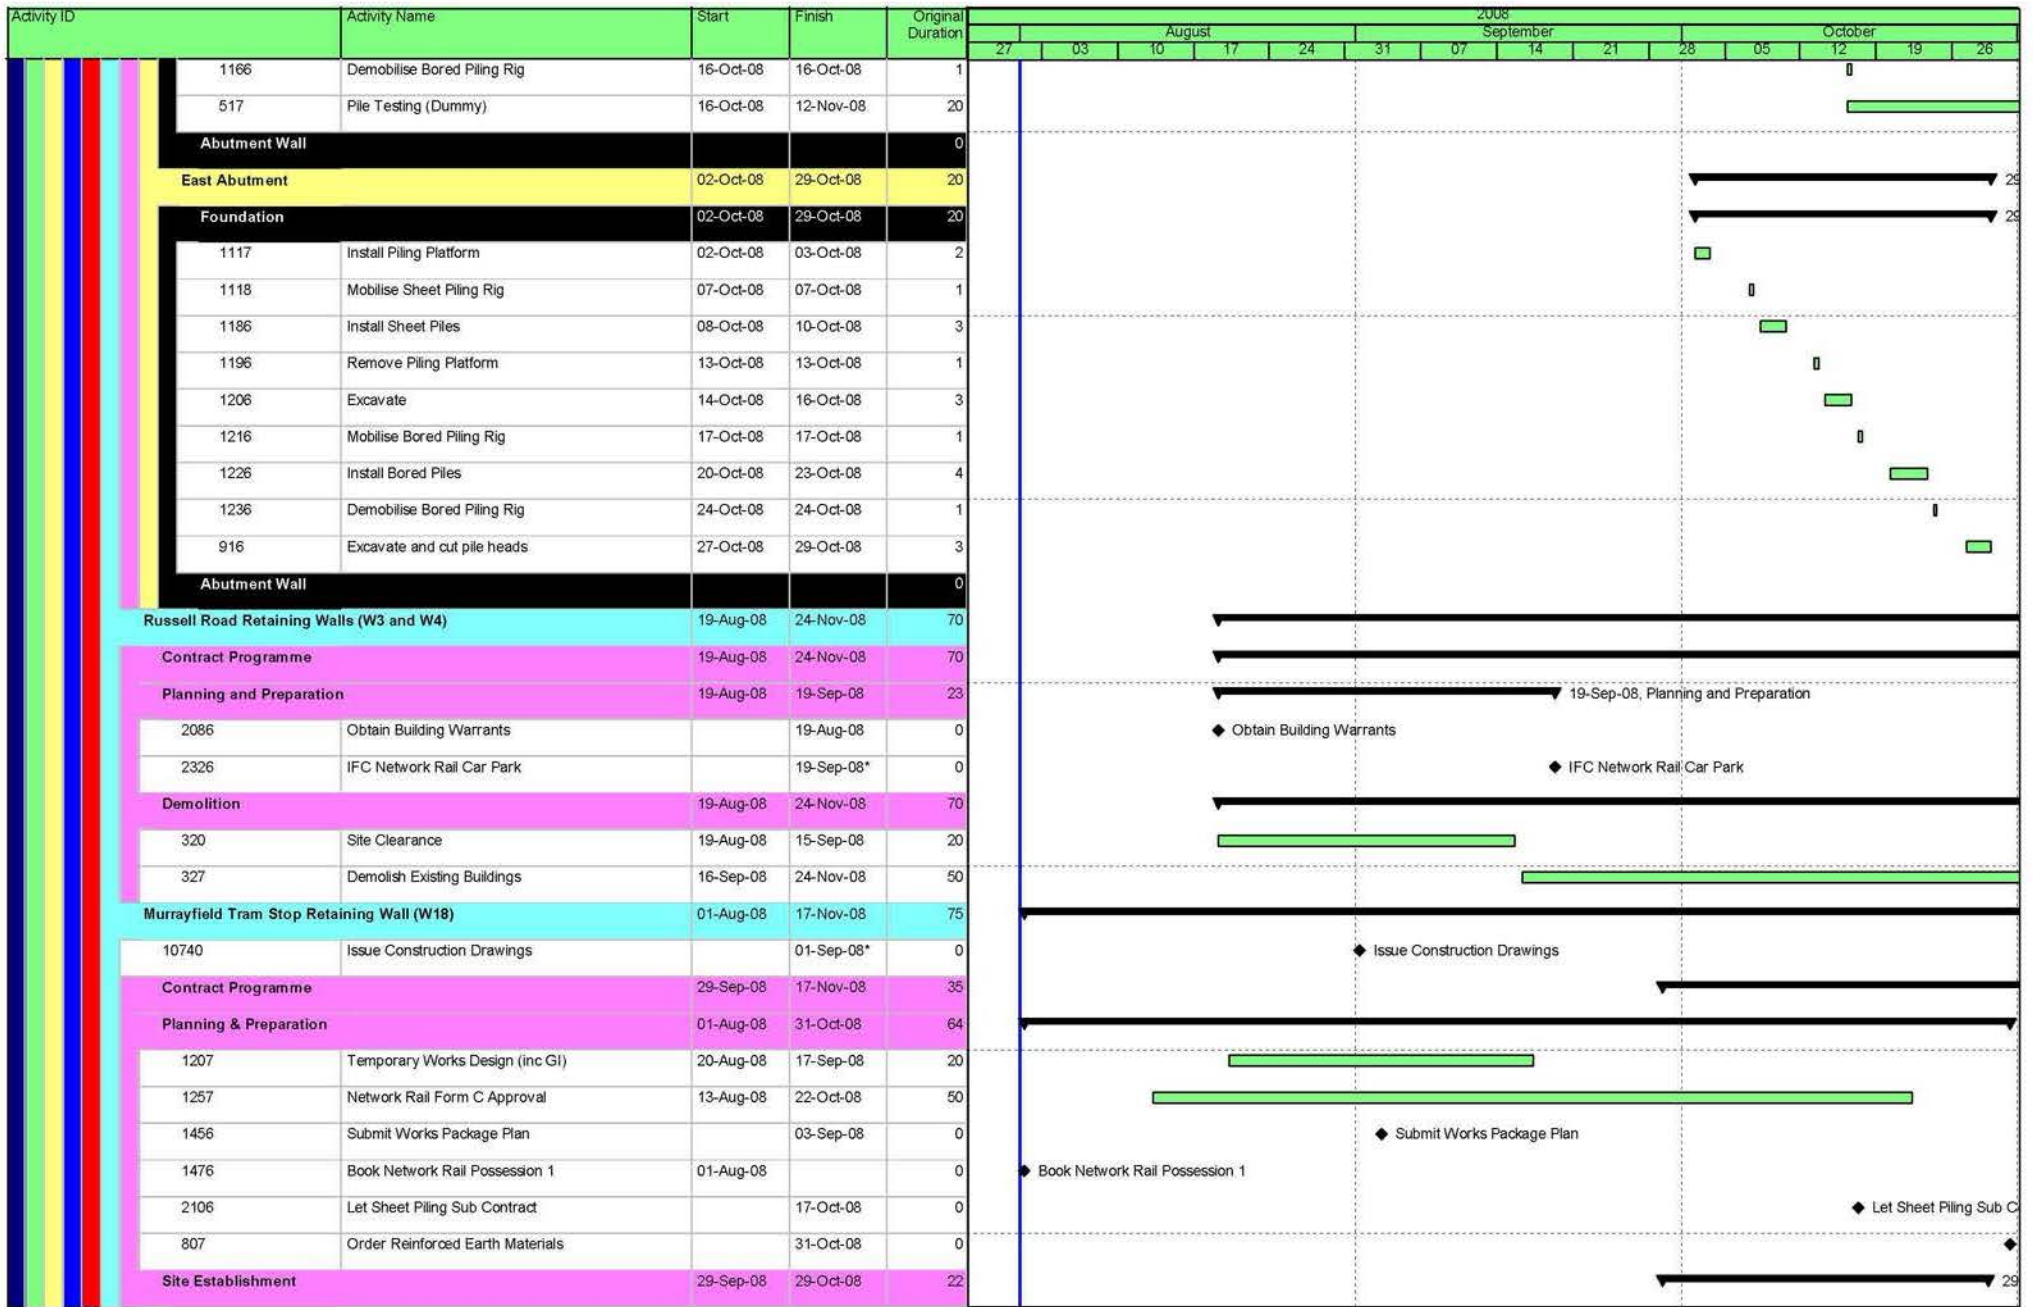 Activity ID Activity Name Start Finish Original Duration 2008
August September October
27 03 10 17 24 31 07 14 21 28 05 12 19 26
1166 Demobilise Bored Piling Rig 16-Oct-08 16-Oct-08 1
517 Pile Testing (Dummy) 16-Oct-08 12-Nov-08 20
Abutment Wall 0
East Abutment 02-Oct-08 29-Oct-08 20 29
Foundation 02-Oct-08 29-Oct-08 20 29
1117 Install Piling Platform 02-Oct-08 03-Oct-08 2
1118 Mobilise Sheet Piling Rig 07-Oct-08 07-Oct-08 1
1186 Install Sheet Piles 08-Oct-08 10-Oct-08 3
1196 Remove Piling Platform 13-Oct-08 13-Oct-08 1
1206 Excavate 14-Oct-08 16-Oct-08 3
1216 Mobilise Bored Piling Rig 17-Oct-08 17-Oct-08 1
1226 Install Bored Piles 20-Oct-08 23-Oct-08 4
1236 Demobilise Bored Piling Rig 24-Oct-08 24-Oct-08 1
916 Excavate and cut pile heads 27-Oct-08 29-Oct-08 3
Abutment Wall 0
Russell Road Retaining Walls (W3 and W4) 19-Aug-08 24-Nov-08 70
Contract Programme 19-Aug-08 24-Nov-08 70
Planning and Preparation 19-Aug-08 19-Sep-08 23 19-Sep-08, Planning and Preparation
2086 Obtain Building Warrants 19-Aug-08 0 Obtain Building Warrants
2326 IFC Network Rail Car Park 19-Sep-08* 0 IFC Network Rail Car Park
Demolition 19-Aug-08 24-Nov-08 70
320 Site Clearance 19-Aug-08 15-Sep-08 20
327 Demolish Existing Buildings 16-Sep-08 24-Nov-08 50
Murrayfield Tram Stop Retaining Wall (W18) 01-Aug-08 17-Nov-08 75
10740 Issue Construction Drawings 01-Sep-08* 0 Issue Construction Drawings
Contract Programme 29-Sep-08 17-Nov-08 35
Planning & Preparation 01-Aug-08 31-Oct-08 64
1207 Temporary Works Design (inc GI) 20-Aug-08 17-Sep-08 20
1257 Network Rail Form C Approval 13-Aug-08 22-Oct-08 50
1456 Submit Works Package Plan 03-Sep-08 0 Submit Works Package Plan
1476 Book Network Rail Possession 1 01-Aug-08 0 Book Network Rail Possession 1
2106 Let Sheet Piling Sub Contract 17-Oct-08 0 Let Sheet Piling Sub C
807 Order Reinforced Earth Materials 31-Oct-08 0
Site Establishment 29-Sep-08 29-Oct-08 22 29